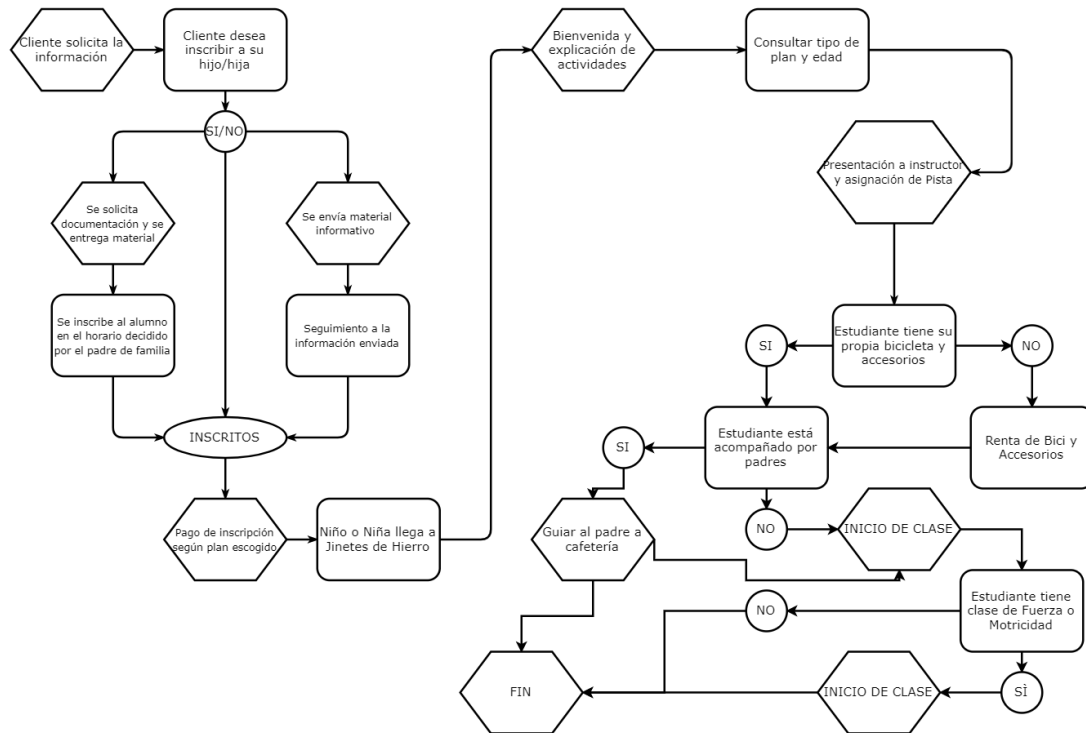 Cliente solicita la
información
Cliente desea
inscribir a su
hijo/hija
SI/NO
Se solicita
documentación y se
entrega material
Se envía material
informativo
Se inscribe al alumno
en el horario decidido
por el padre de familia
Seguimiento a la
información enviada
INSCRITOS
Pago de inscripción
según plan escogido
Niño o Niña llega a
Jinetes de Hierro
Bienvenida y
explicación de
actividades
Consultar tipo de
plan y edad
Presentación a instructor
y asignación de Pista
Estudiante tiene su
propia bicicleta y
accesorios
SI
NO
Renta de Bici y
Accesorios
Estudiante está
acompañado por
padres
SI
NO
Guiar al padre a
cafetería
INICIO DE CLASE
Estudiante tiene
clase de Fuerza o
Motricidad
NO
SÌ
INICIO DE CLASE
FIN